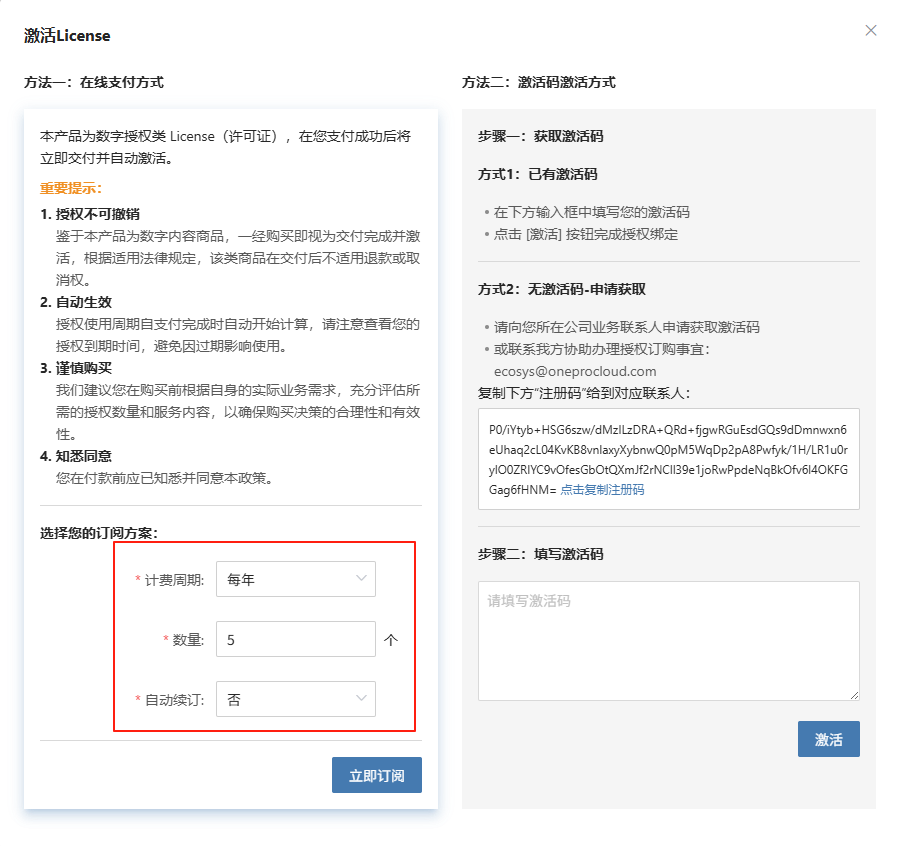 激活License
方法一：在线支付方式
本产品为数字授权类 License（许可证），在您支付成功后将
立即交付并自动激活。
重要提示：
1. 授权不可撤销
鉴于本产品为数字内容商品，一经购买即视为交付完成并激
活，根据适用法律规定，该类商品在交付后不适用退款或取
消权。
2. 自动生效
授权使用周期自支付完成时自动开始计算，请注意查看您的
授权到期时间，避免因过期影响使用。
3. 谨慎购买
我们建议您在购买前根据自身的实际业务需求，充分评估所
需的授权数量和服务内容，以确保购买决策的合理性和有效
性。
4. 知悉同意
您在付款前应已知悉并同意本政策。
选择您的订阅方案：
* 计费周期: 每年
* 数量: 5 个
* 自动续订: 否
立即订阅
方法二：激活码激活方式
步骤一：获取激活码
方式1：已有激活码
• 在下方输入框中填写您的激活码
• 点击 [激活] 按钮完成授权绑定
方式2：无激活码-申请获取
• 请向您所在公司业务联系人申请获取激活码
• 或联系我方协助办理授权订购事宜：
ecosys@oneprocloud.com
复制下方“注册码”给到对应联系人：
P0/iYtyb+HSG6szw/dMzILzDRA+QRd+fjgwRGuEsdGQs9dDmnwxn6
eUhaq2cL04KvKB8vnIaxyXybnwQ0pM5WqDp2pA8Pwfyk/1H/LR1u0r
yIO0ZRIYC9vOfesGbOtQXmJf2rNCII39e1joRwPpdeNqBkOfv6I4OKFG
Gag6fHNM= 点击复制注册码
步骤二：填写激活码
请填写激活码
激活